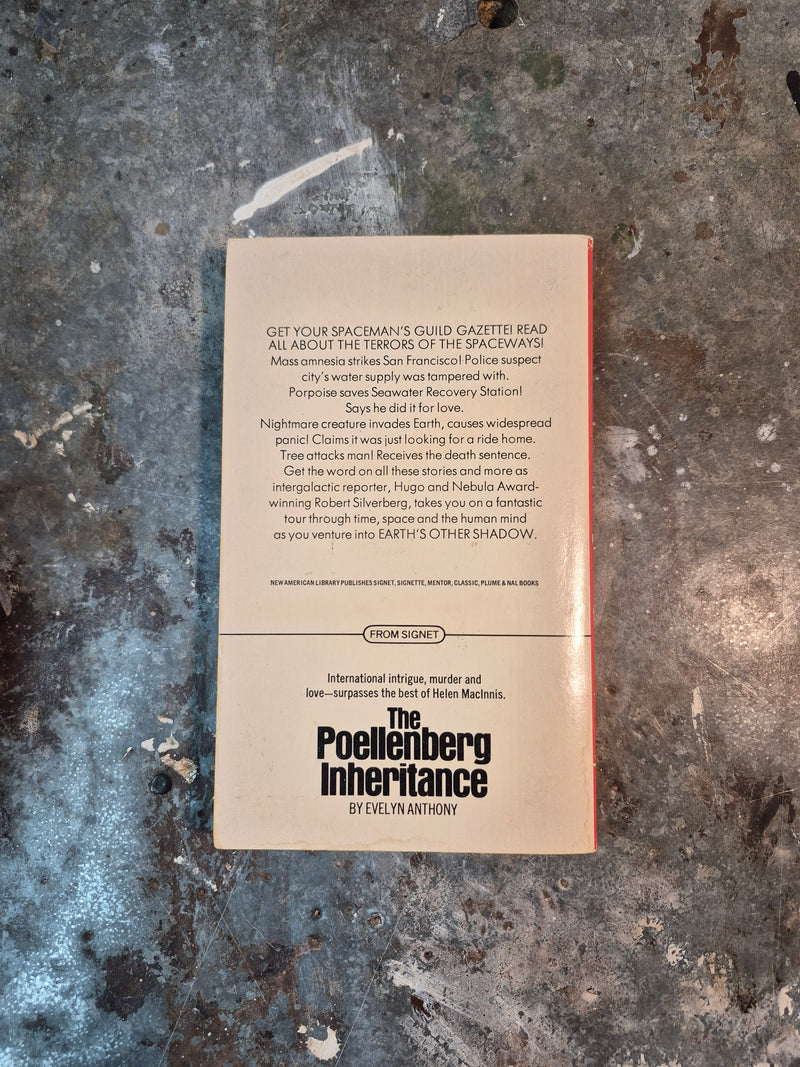 GET YOUR SPACEMAN'S GUILD GAZETTE! READ
ALL ABOUT THE TERRORS OF THE SPACEWAYS!
Mass amnesia strikes San Francisco! Police suspect
city's water supply was tampered with.
Porpoise saves Seawater Recovery Station!
Says he did it for love.
Nightmare creature invades Earth, causes widespread
panic! Claims it was just looking for a ride home.
Tree attacks man! Receives the death sentence.
Get the word on all these stories and more as
intergalactic reporter, Hugo and Nebula Award-
winning Robert Silverberg, takes you on a fantastic
tour through time, space and the human mind
as you venture into EARTH'S OTHER SHADOW.
NEW AMERICAN LIBRARY PUBLISHES SIGNET, SIGNETTE, MENTOR, CLASSIC, PLUME & NAL BOOKS
FROM SIGNET
International intrigue, murder and
love—surpasses the best of Helen MacInnis.
The
Poellenberg
Inheritance
BY EVELYN ANTHONY